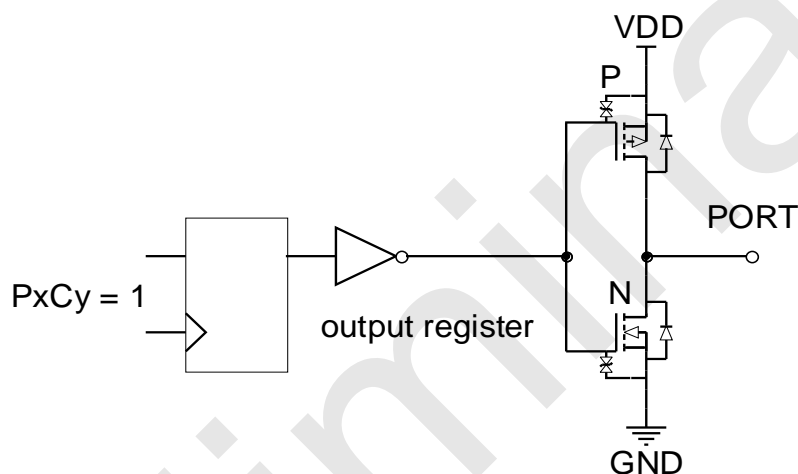 VDD
P
PORT
PxCy = 1
N
output register
GND